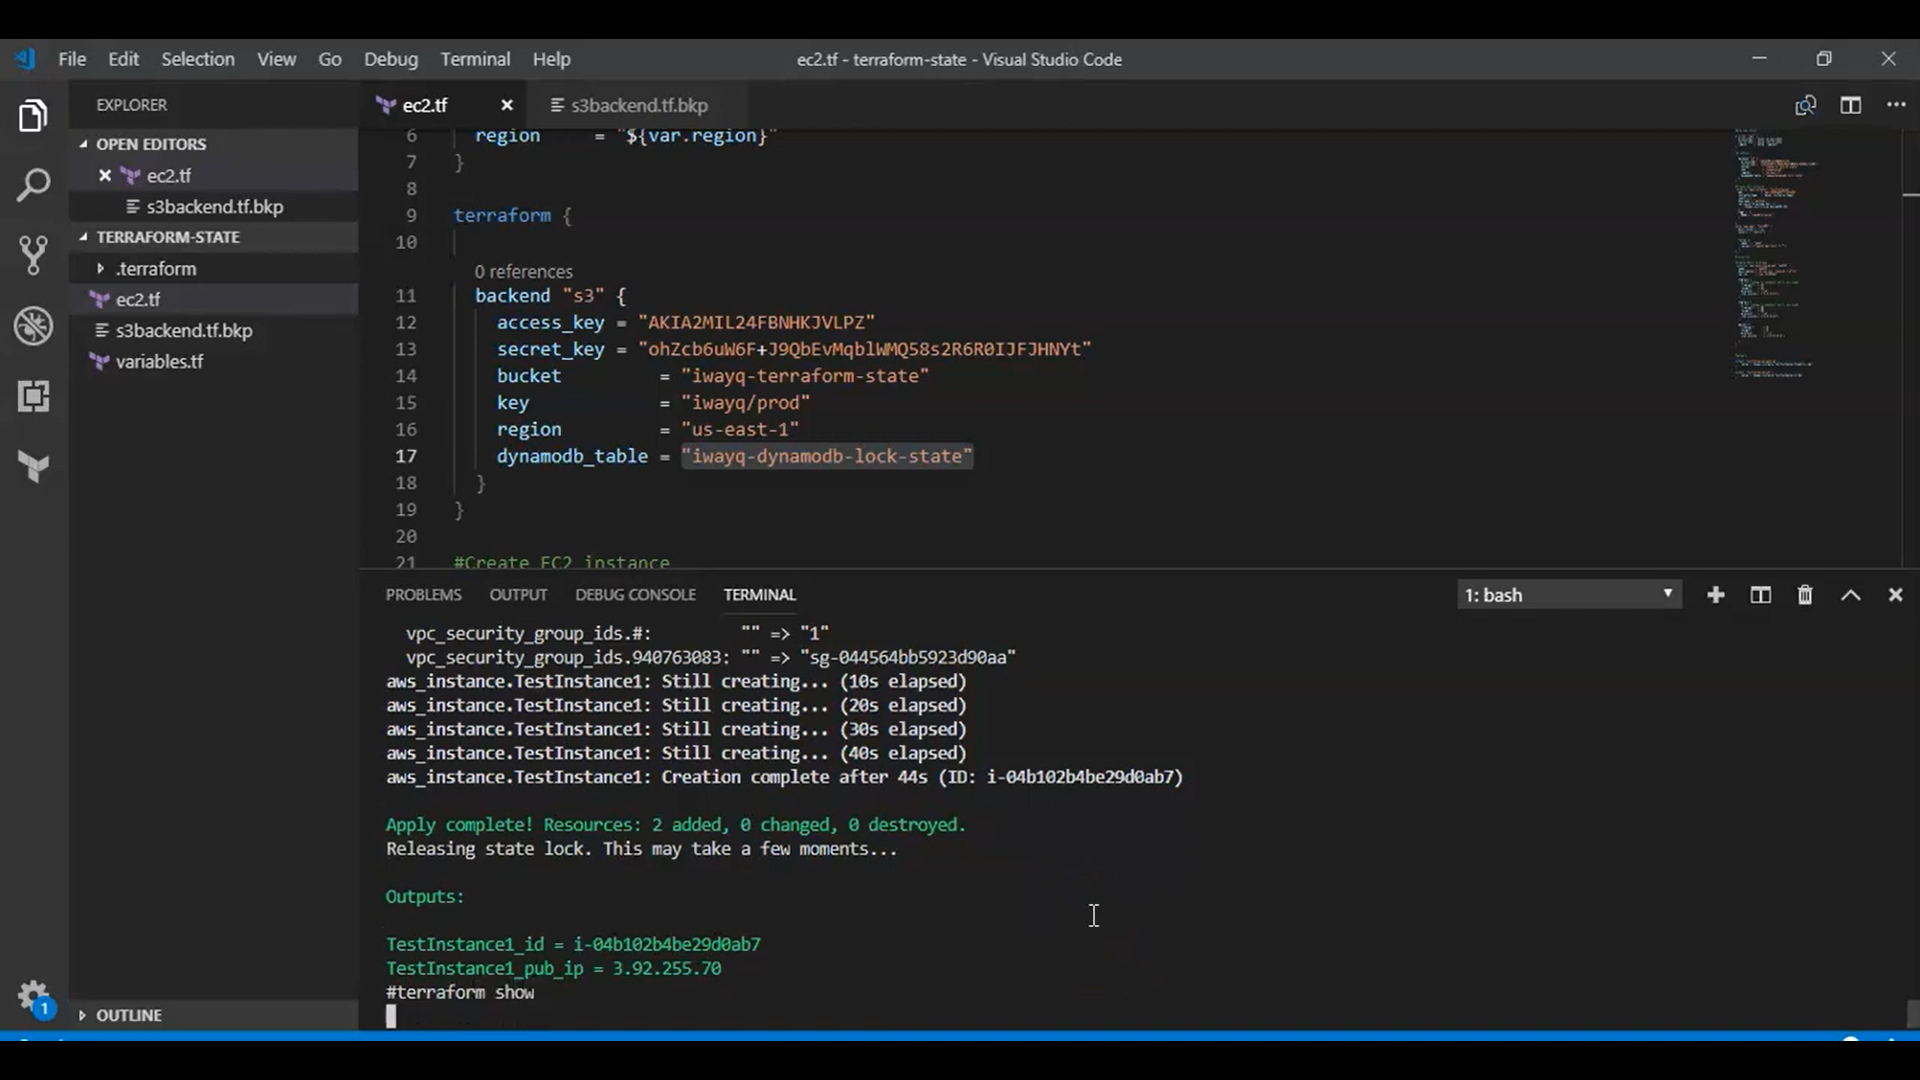 File Edit Selection View Go Debug Terminal Help
ec2.tf - terraform-state - Visual Studio Code
EXPLORER
OPEN EDITORS
ec2.tf
s3backend.tf.bkp
TERRAFORM-STATE
.terraform
ec2.tf
s3backend.tf.bkp
variables.tf
OUTLINE
1
ec2.tf
s3backend.tf.bkp
6 region = "${var.region}"
7 }
8
9 terraform {
10
0 references
11 backend "s3" {
12 access_key = "AKIA2MIL24FBNHKJVLPZ"
13 secret_key = "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"
14 bucket = "iwayq-terraform-state"
15 key = "iwayq/prod"
16 region = "us-east-1"
17 dynamodb_table = "iwayq-dynamodb-lock-state"
18 }
19 }
20
21 #Create EC2 instance
PROBLEMS OUTPUT DEBUG CONSOLE TERMINAL
1: bash
vpc_security_group_ids.#: "" => "1"
vpc_security_group_ids.940763083: "" => "sg-044564bb5923d90aa"
aws_instance.TestInstance1: Still creating... (10s elapsed)
aws_instance.TestInstance1: Still creating... (20s elapsed)
aws_instance.TestInstance1: Still creating... (30s elapsed)
aws_instance.TestInstance1: Still creating... (40s elapsed)
aws_instance.TestInstance1: Creation complete after 44s (ID: i-04b102b4be29d0ab7)
Apply complete! Resources: 2 added, 0 changed, 0 destroyed.
Releasing state lock. This may take a few moments...
Outputs:
TestInstance1_id = i-04b102b4be29d0ab7
TestInstance1_pub_ip = 3.92.255.70
#terraform show